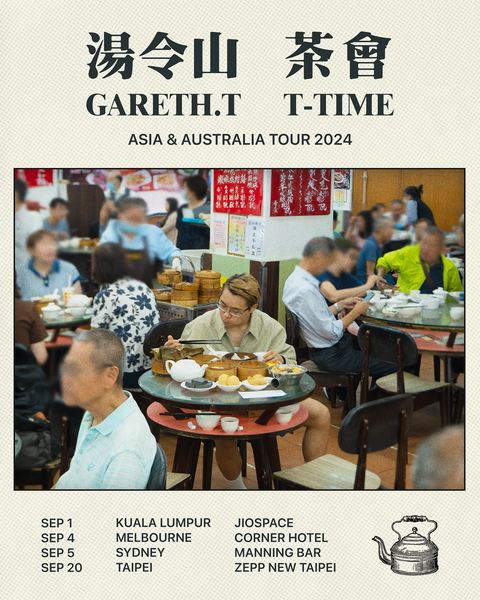 湯令山 茶會
GARETH.T T-TIME
ASIA & AUSTRALIA TOUR 2024
SEP 1 KUALA LUMPUR JIOSPACE
SEP 4 MELBOURNE CORNER HOTEL
SEP 5 SYDNEY MANNING BAR
SEP 20 TAIPEI ZEPP NEW TAIPEI